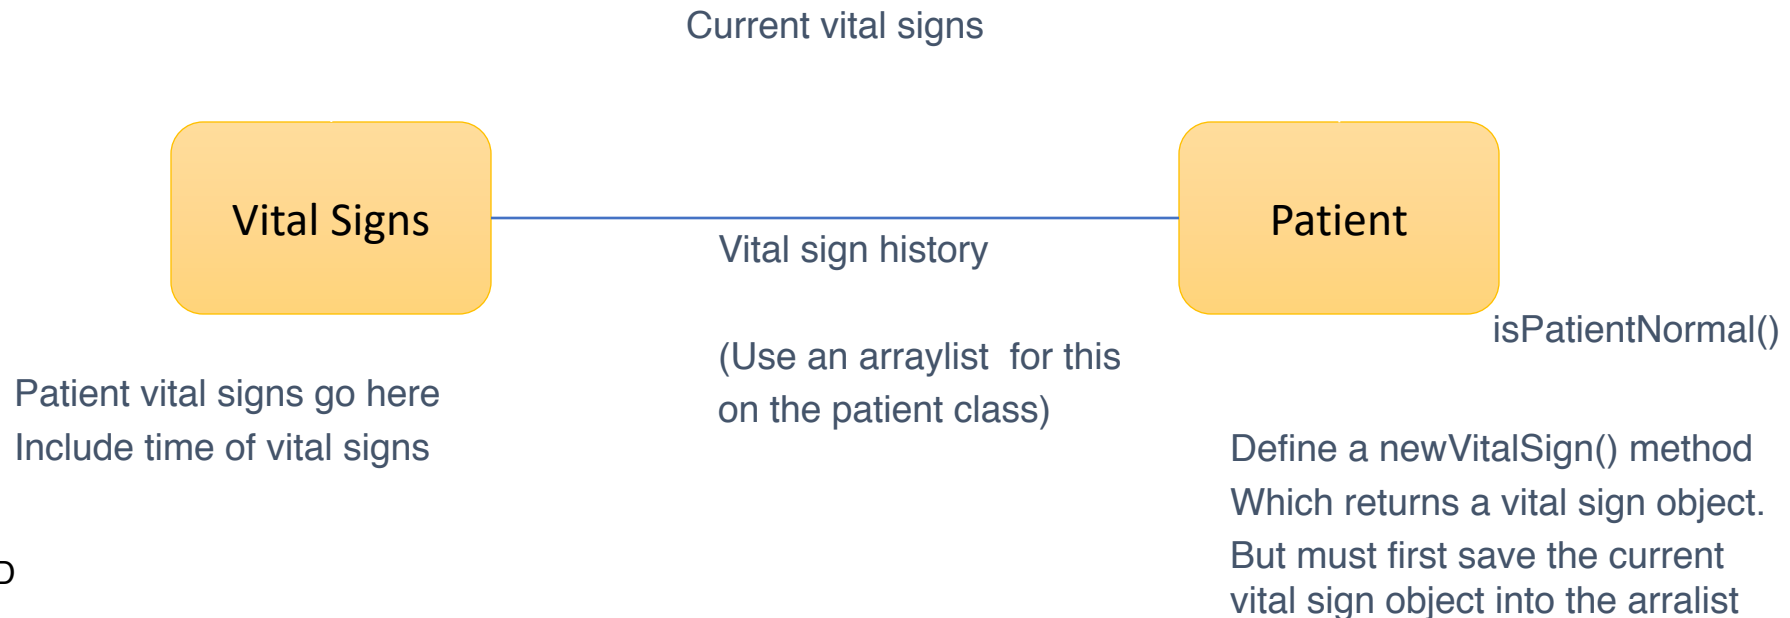 Current vital signs
Vital Signs
Patient
Vital sign history
isPatientNormal()
(Use an arraylist for this
on the patient class)
Patient vital signs go here
Include time of vital signs
Define a newVitalSign() method
Which returns a vital sign object.
But must first save the current
vital sign object into the arralist